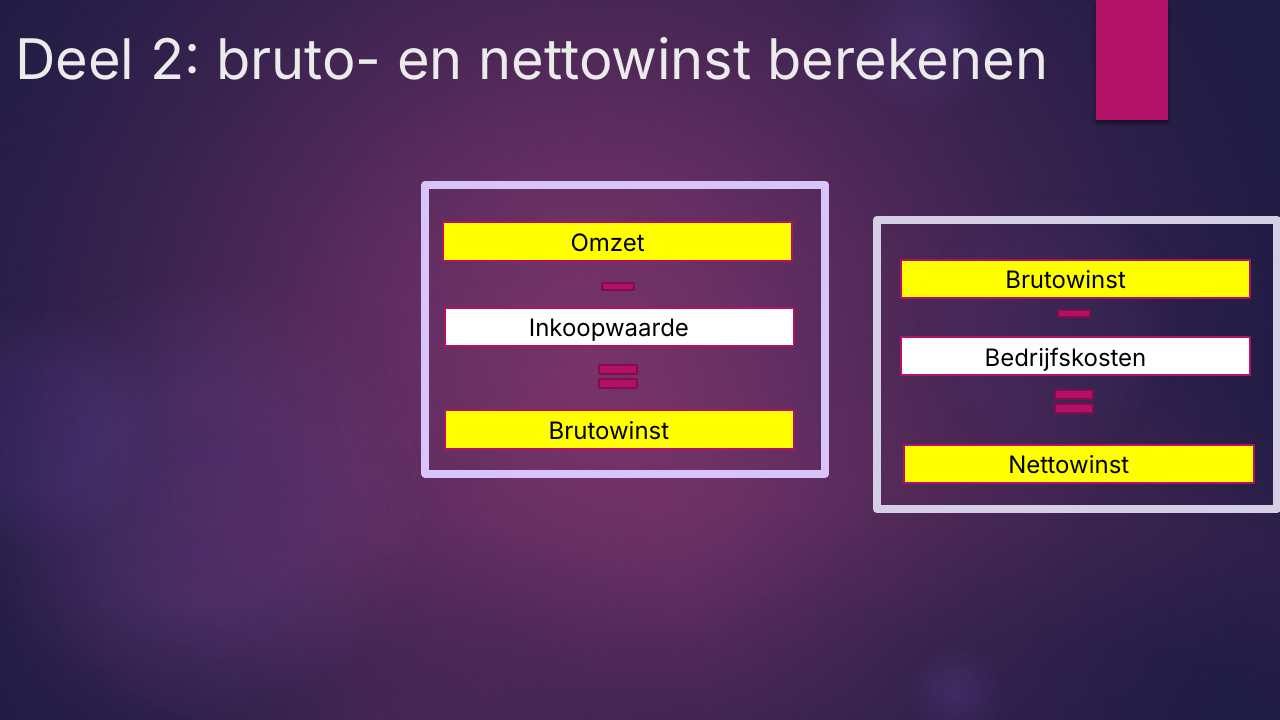 Deel 2: bruto- en nettowinst berekenen
Omzet
Inkoopwaarde
Brutowinst
Brutowinst
Bedrijfskosten
Nettowinst